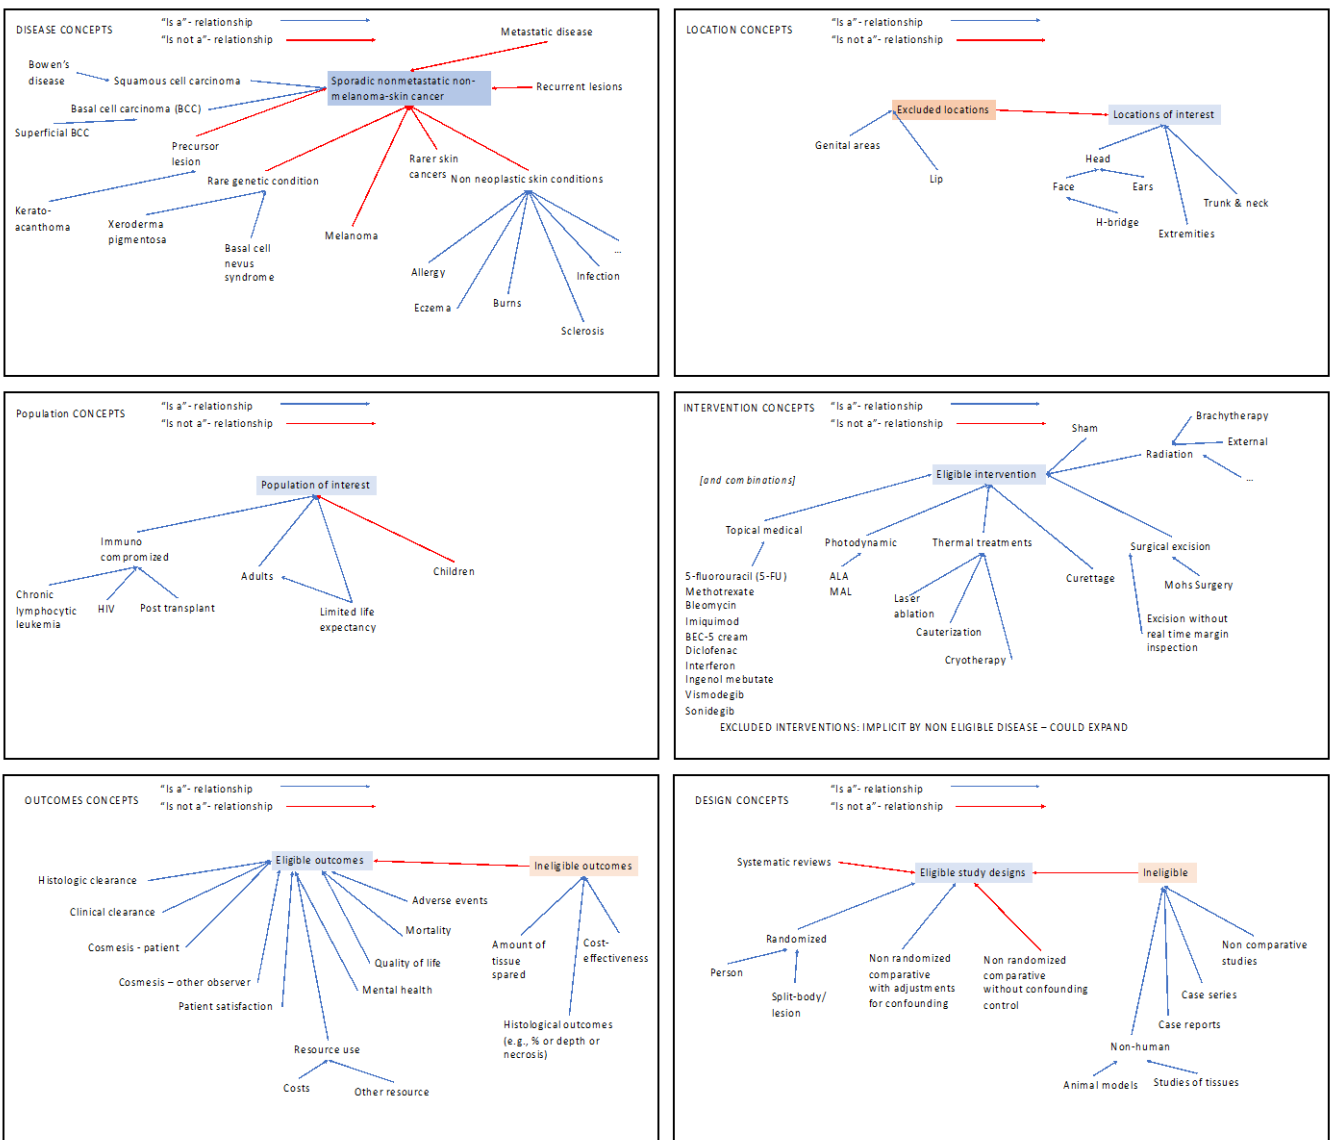 DISEASE CONCEPTS
"Is a"- relationship
"Is not a"- relationship
Metastatic disease
Bowen's
disease
Squamous cell carcinoma
Sporadic nonmetastatic non-
melanoma-skin cancer
Recurrent lesions
Basal cell carcinoma (BCC)
Superficial BCC
Precursor
lesion
Rare genetic condition
Rarer skin
cancers
Non neoplastic skin conditions
Kerato-
acanthoma
Xeroderma
pigmentosa
Basal cell
nevus
syndrome
Melanoma
Allergy
Eczema
Burns
Sclerosis
Infection
...
LOCATION CONCEPTS
"Is a"- relationship
"Is not a"- relationship
Excluded locations
Locations of interest
Genital areas
Lip
Head
Face
Ears
H-bridge
Trunk & neck
Extremities
Population CONCEPTS
"Is a"- relationship
"Is not a"- relationship
Population of interest
Immuno
compromized
Adults
Children
Chronic
lymphocytic
leukemia
HIV
Post transplant
Limited life
expectancy
INTERVENTION CONCEPTS
"Is a"- relationship
"Is not a"- relationship
Sham
Brachytherapy
External
Radiation
...
Eligible intervention
[and combinations]
Topical medical
Photodynamic
Thermal treatments
Surgical excision
5-fluorouracil (5-FU)
Methotrexate
Bleomycin
Imiquimod
BEC-5 cream
Diclofenac
Interferon
Ingenol mebutate
Vismodegib
Sonidegib
ALA
MAL
Laser
ablation
Cauterization
Cryotherapy
Curettage
Mohs Surgery
Excision without
real time margin
inspection
EXCLUDED INTERVENTIONS: IMPLICIT BY NON ELIGIBLE DISEASE – COULD EXPAND
OUTCOMES CONCEPTS
"Is a"- relationship
"Is not a"- relationship
Eligible outcomes
Ineligible outcomes
Histologic clearance
Clinical clearance
Cosmesis - patient
Cosmesis – other observer
Patient satisfaction
Resource use
Costs
Other resource
Mental health
Quality of life
Mortality
Adverse events
Amount of
tissue
spared
Cost-
effectiveness
Histological outcomes
(e.g., % or depth or
necrosis)
DESIGN CONCEPTS
"Is a"- relationship
"Is not a"- relationship
Systematic reviews
Eligible study designs
Ineligible
Randomized
Person
Split-body/
lesion
Non randomized
comparative
with adjustments
for confounding
Non randomized
comparative
without confounding
control
Non comparative
studies
Case series
Case reports
Non-human
Animal models
Studies of tissues